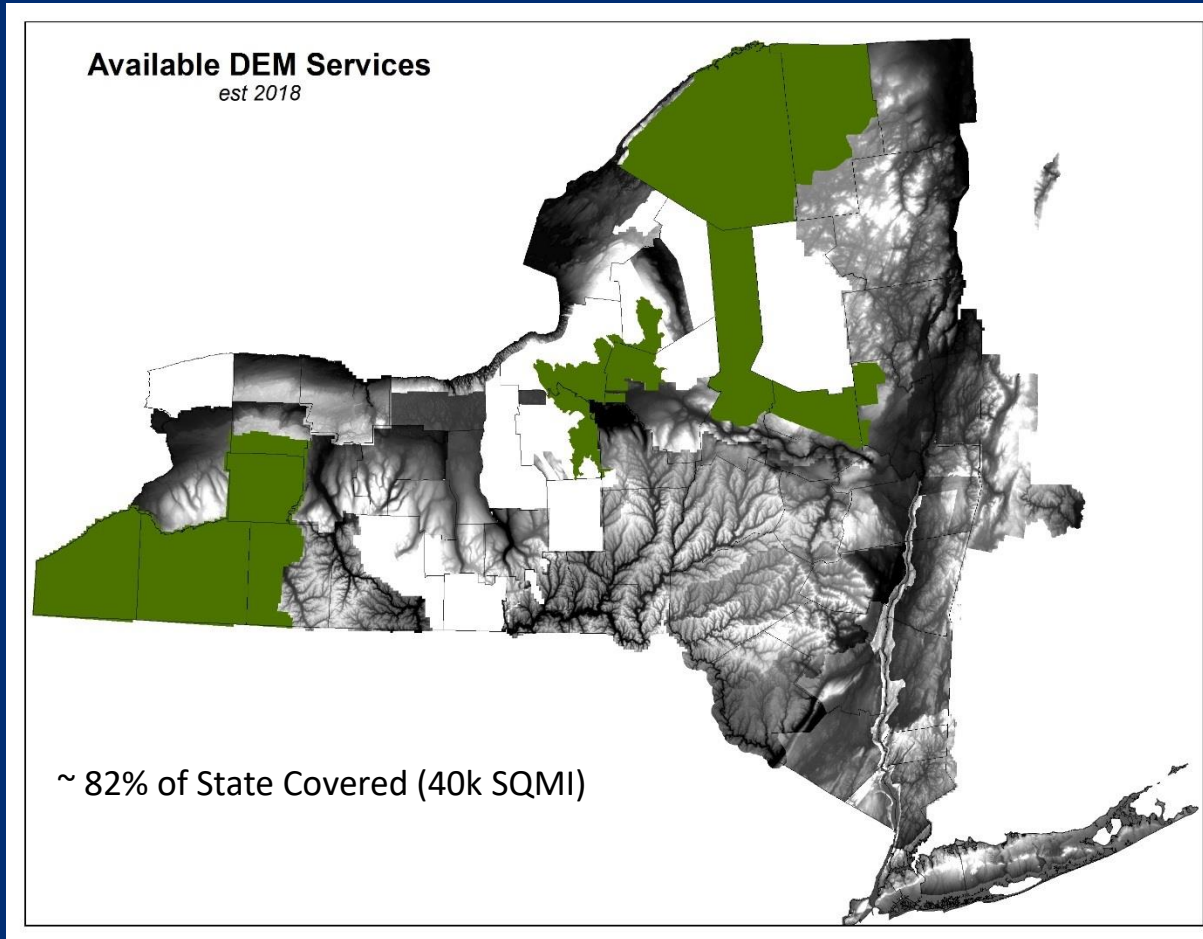 Available DEM Services
est 2018
~ 82% of State Covered (40k SQMI)